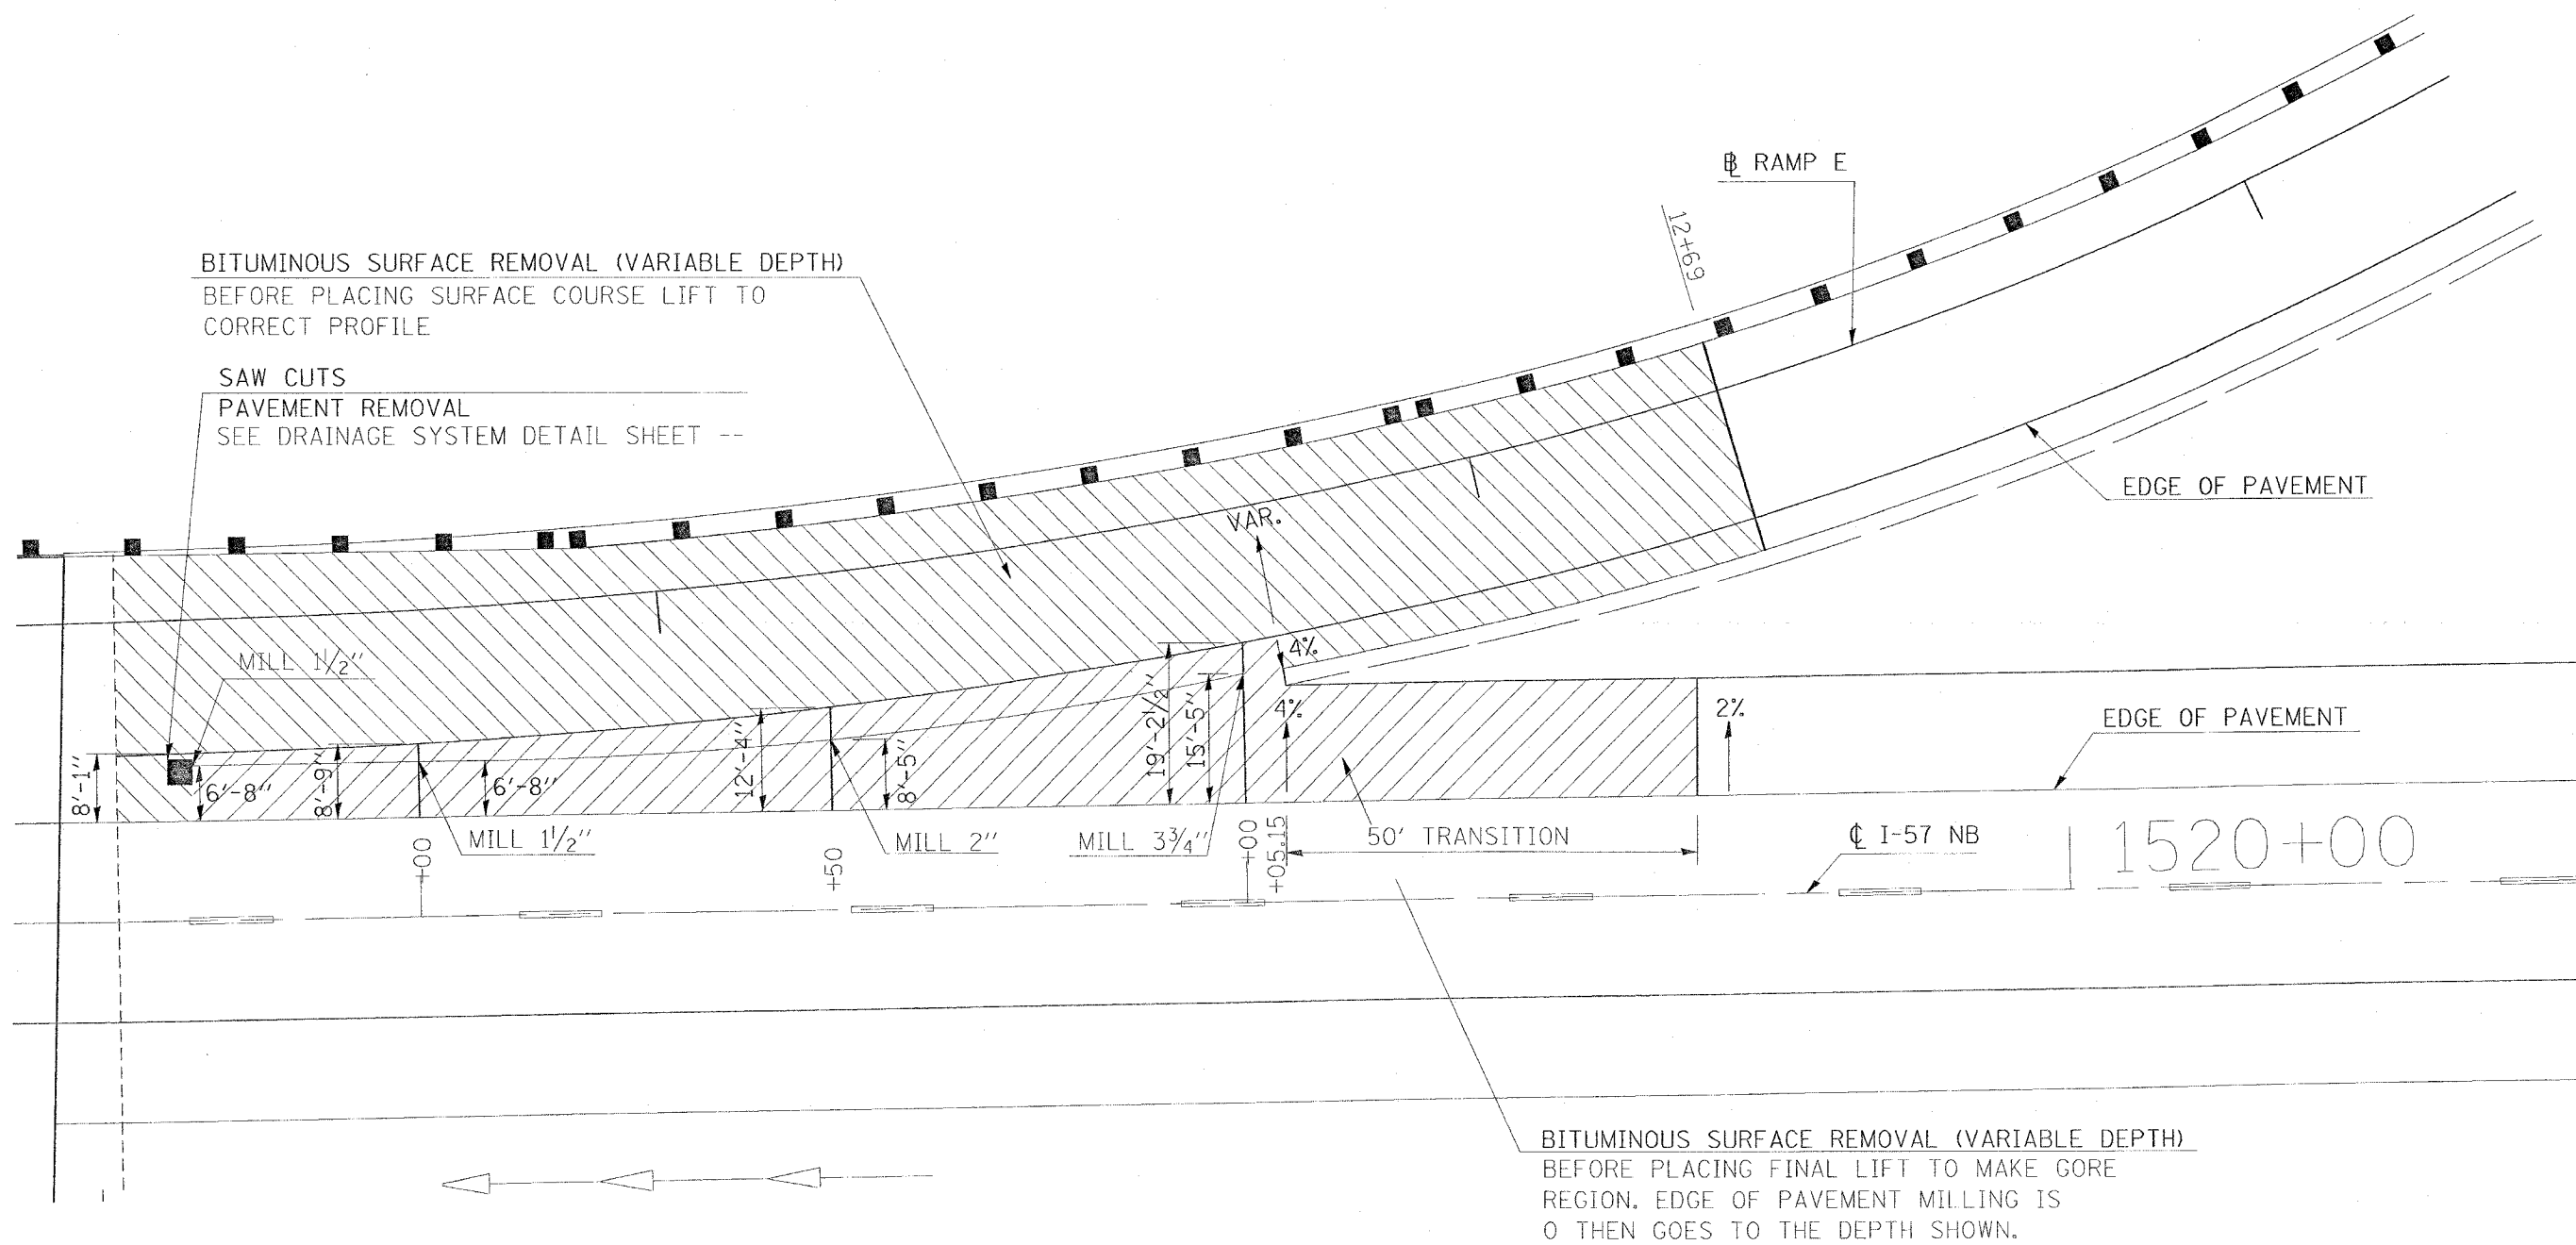 ℄ RAMP E
12+69
BITUMINOUS SURFACE REMOVAL (VARIABLE DEPTH)
BEFORE PLACING SURFACE COURSE LIFT TO
CORRECT PROFILE
SAW CUTS
PAVEMENT REMOVAL
SEE DRAINAGE SYSTEM DETAIL SHEET --
EDGE OF PAVEMENT
VAR.
4%
MILL 1½"
4%
2%
EDGE OF PAVEMENT
8'-1"
6'-8"
8'-9"
6'-8"
12'-4"
8'-5"
19'-2½"
15'-5"
+00
MILL 1½"
+50
MILL 2"
MILL 3¾"
+00
+05.15
50' TRANSITION
℄ I-57 NB
1520+00
BITUMINOUS SURFACE REMOVAL (VARIABLE DEPTH)
BEFORE PLACING FINAL LIFT TO MAKE GORE
REGION. EDGE OF PAVEMENT MILLING IS
0 THEN GOES TO THE DEPTH SHOWN.